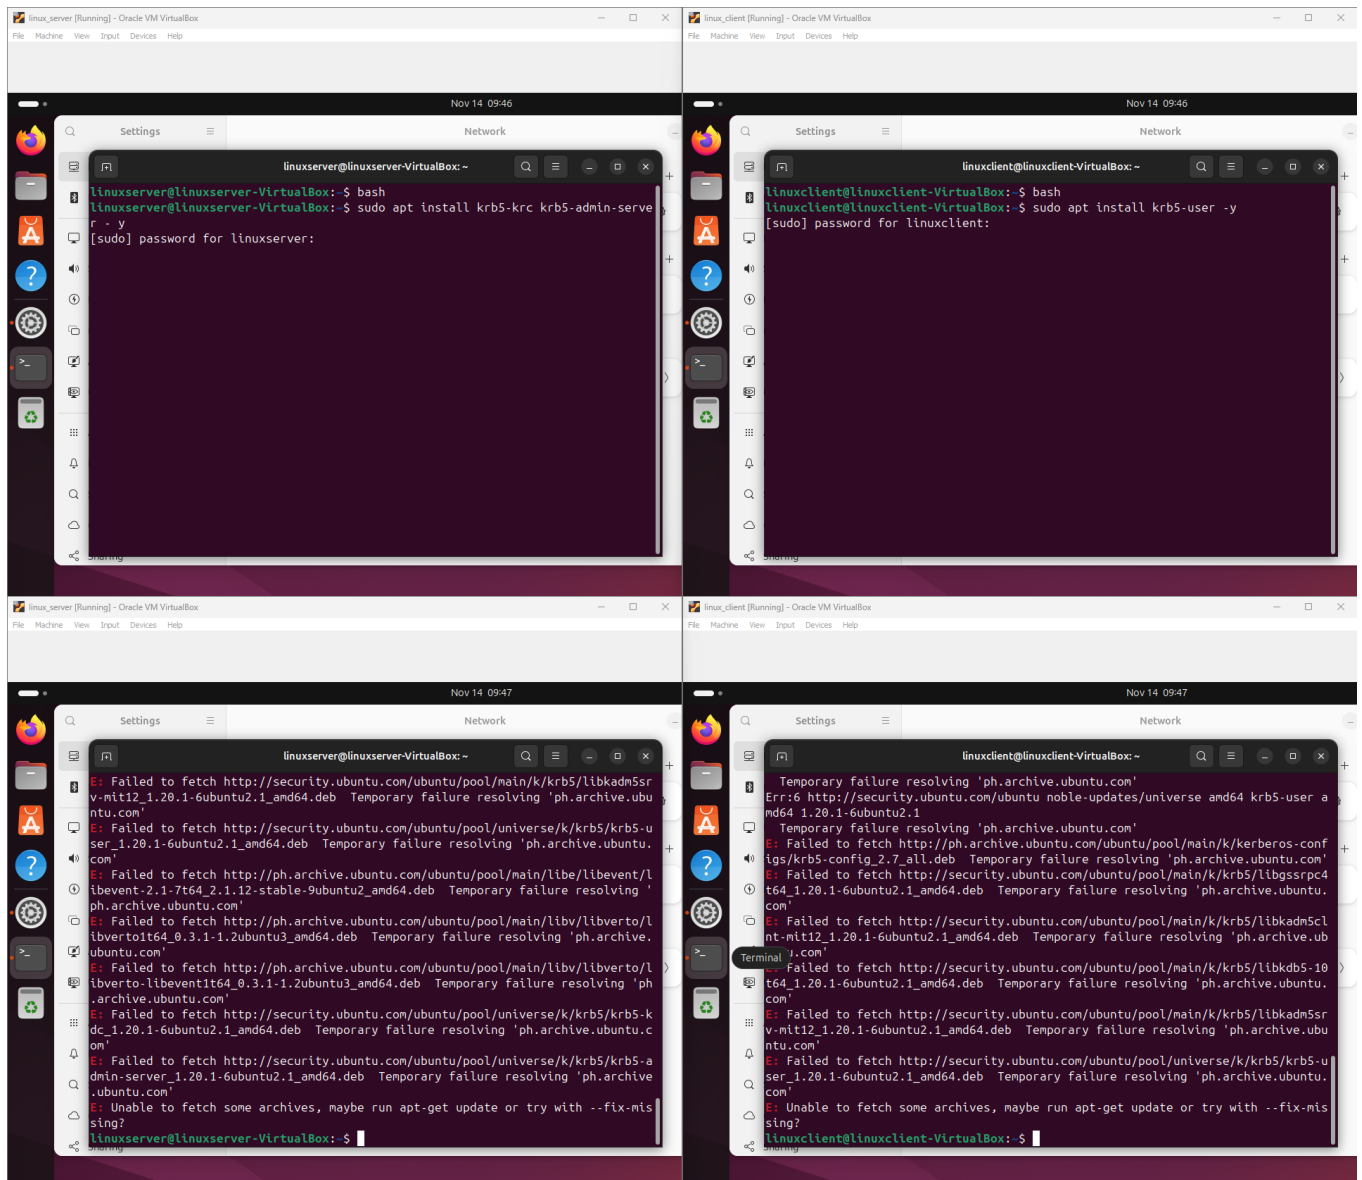 linux_server [Running] - Oracle VM VirtualBox
File Machine View Input Devices Help
Nov 14 09:46
Settings
Network
linuxserver@linuxserver-VirtualBox: ~
linuxserver@linuxserver-VirtualBox:~$ bash
linuxserver@linuxserver-VirtualBox:~$ sudo apt install krb5-krc krb5-admin-serve
r - y
[sudo] password for linuxserver:
Sharing
linux_client [Running] - Oracle VM VirtualBox
File Machine View Input Devices Help
Nov 14 09:46
Settings
Network
linuxclient@linuxclient-VirtualBox: ~
linuxclient@linuxclient-VirtualBox:~$ bash
linuxclient@linuxclient-VirtualBox:~$ sudo apt install krb5-user -y
[sudo] password for linuxclient:
Sharing
linux_server [Running] - Oracle VM VirtualBox
File Machine View Input Devices Help
Nov 14 09:47
Settings
Network
linuxserver@linuxserver-VirtualBox: ~
E: Failed to fetch http://security.ubuntu.com/ubuntu/pool/main/k/krb5/libkadm5sr
v-mit12_1.20.1-6ubuntu2.1_amd64.deb  Temporary failure resolving 'ph.archive.ubu
ntu.com'
E: Failed to fetch http://security.ubuntu.com/ubuntu/pool/universe/k/krb5/krb5-u
ser_1.20.1-6ubuntu2.1_amd64.deb  Temporary failure resolving 'ph.archive.ubuntu.
com'
E: Failed to fetch http://ph.archive.ubuntu.com/ubuntu/pool/main/libe/libevent/l
ibevent-2.1-7t64_2.1.12-stable-9ubuntu2_amd64.deb  Temporary failure resolving '
ph.archive.ubuntu.com'
E: Failed to fetch http://ph.archive.ubuntu.com/ubuntu/pool/main/libv/libverto/l
ibverto1t64_0.3.1-1.2ubuntu3_amd64.deb  Temporary failure resolving 'ph.archive.
ubuntu.com'
E: Failed to fetch http://ph.archive.ubuntu.com/ubuntu/pool/main/libv/libverto/l
ibverto-libevent1t64_0.3.1-1.2ubuntu3_amd64.deb  Temporary failure resolving 'ph
.archive.ubuntu.com'
E: Failed to fetch http://security.ubuntu.com/ubuntu/pool/universe/k/krb5/krb5-k
dc_1.20.1-6ubuntu2.1_amd64.deb  Temporary failure resolving 'ph.archive.ubuntu.c
om'
E: Failed to fetch http://security.ubuntu.com/ubuntu/pool/universe/k/krb5/krb5-a
dmin-server_1.20.1-6ubuntu2.1_amd64.deb  Temporary failure resolving 'ph.archive
.ubuntu.com'
E: Unable to fetch some archives, maybe run apt-get update or try with --fix-mis
sing?
linuxserver@linuxserver-VirtualBox:~$
Sharing
linux_client [Running] - Oracle VM VirtualBox
File Machine View Input Devices Help
Nov 14 09:47
Settings
Network
linuxclient@linuxclient-VirtualBox: ~
Temporary failure resolving 'ph.archive.ubuntu.com'
Err:6 http://security.ubuntu.com/ubuntu noble-updates/universe amd64 krb5-user a
md64 1.20.1-6ubuntu2.1
Temporary failure resolving 'ph.archive.ubuntu.com'
E: Failed to fetch http://ph.archive.ubuntu.com/ubuntu/pool/main/k/kerberos-conf
igs/krb5-config_2.7_all.deb  Temporary failure resolving 'ph.archive.ubuntu.com'
E: Failed to fetch http://security.ubuntu.com/ubuntu/pool/main/k/krb5/libgssrpc4
t64_1.20.1-6ubuntu2.1_amd64.deb  Temporary failure resolving 'ph.archive.ubuntu.
com'
E: Failed to fetch http://security.ubuntu.com/ubuntu/pool/main/k/krb5/libkadm5cl
nt-mit12_1.20.1-6ubuntu2.1_amd64.deb  Temporary failure resolving 'ph.archive.ub
u.com'
Terminal
E: Failed to fetch http://security.ubuntu.com/ubuntu/pool/main/k/krb5/libkdb5-10
t64_1.20.1-6ubuntu2.1_amd64.deb  Temporary failure resolving 'ph.archive.ubuntu.
com'
E: Failed to fetch http://security.ubuntu.com/ubuntu/pool/main/k/krb5/libkadm5sr
v-mit12_1.20.1-6ubuntu2.1_amd64.deb  Temporary failure resolving 'ph.archive.ubu
ntu.com'
E: Failed to fetch http://security.ubuntu.com/ubuntu/pool/universe/k/krb5/krb5-u
ser_1.20.1-6ubuntu2.1_amd64.deb  Temporary failure resolving 'ph.archive.ubuntu.
com'
E: Unable to fetch some archives, maybe run apt-get update or try with --fix-mis
sing?
linuxclient@linuxclient-VirtualBox:~$
Sharing